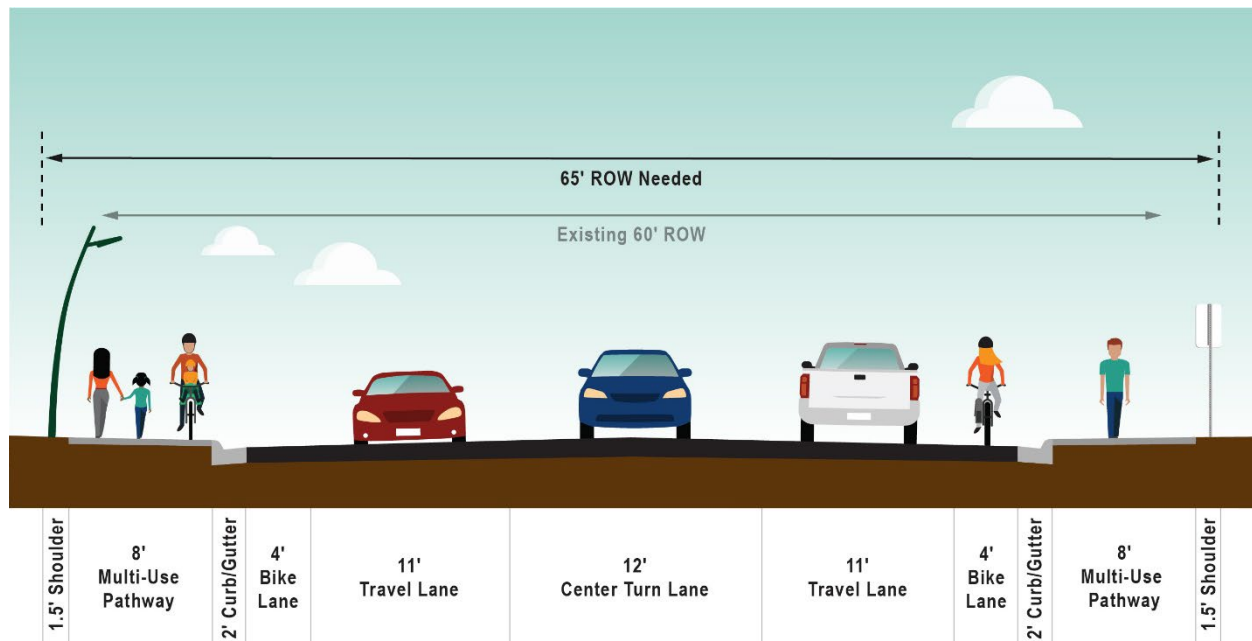 65' ROW Needed
Existing 60' ROW
1.5' Shoulder
8'
Multi-Use
Pathway
2' Curb/Gutter
4'
Bike
Lane
11'
Travel Lane
12'
Center Turn Lane
11'
Travel Lane
4'
Bike
Lane
2' Curb/Gutter
8'
Multi-Use
Pathway
1.5' Shoulder